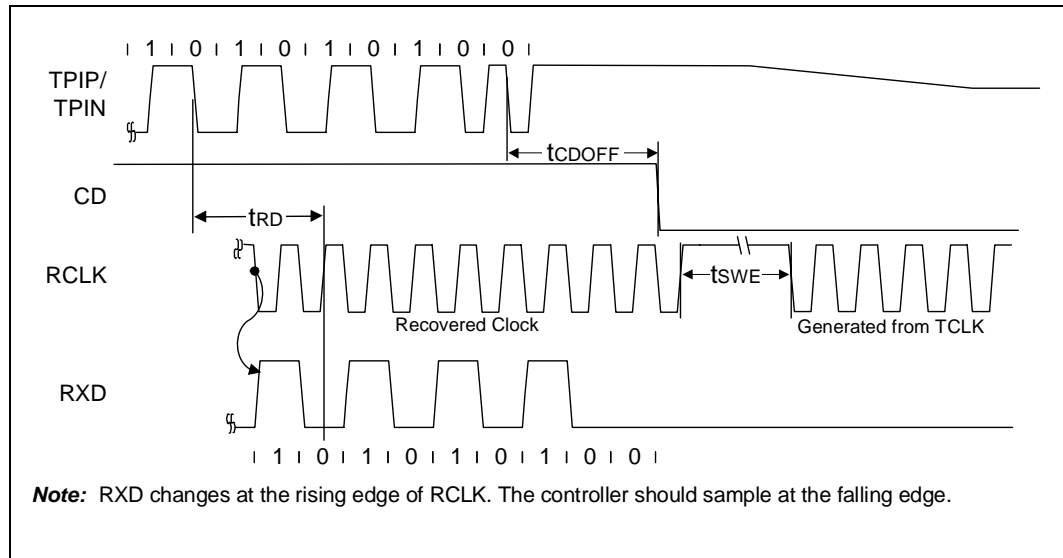 1 0 1 0 1 0 1 0 0
TPIP/
TPIN
tCDOFF
CD
tRD
RCLK
tSWE
Recovered Clock
Generated from TCLK
RXD
1 0 1 0 1 0 1 0 0
Note: RXD changes at the rising edge of RCLK. The controller should sample at the falling edge.